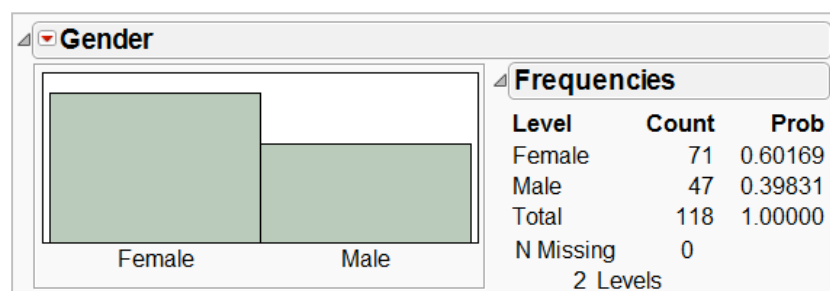 Gender
Female Male
Frequencies
Level Count Prob
Female 71 0.60169
Male 47 0.39831
Total 118 1.00000
N Missing 0
2 Levels